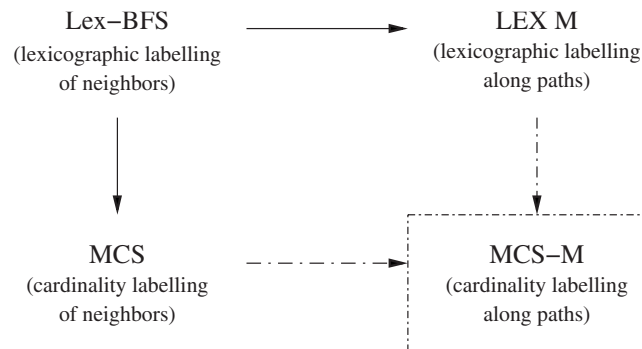 Lex−BFS
(lexicographic labelling
of neighbors)
LEX M
(lexicographic labelling
along paths)
MCS
(cardinality labelling
of neighbors)
MCS−M
(cardinality labelling
along paths)